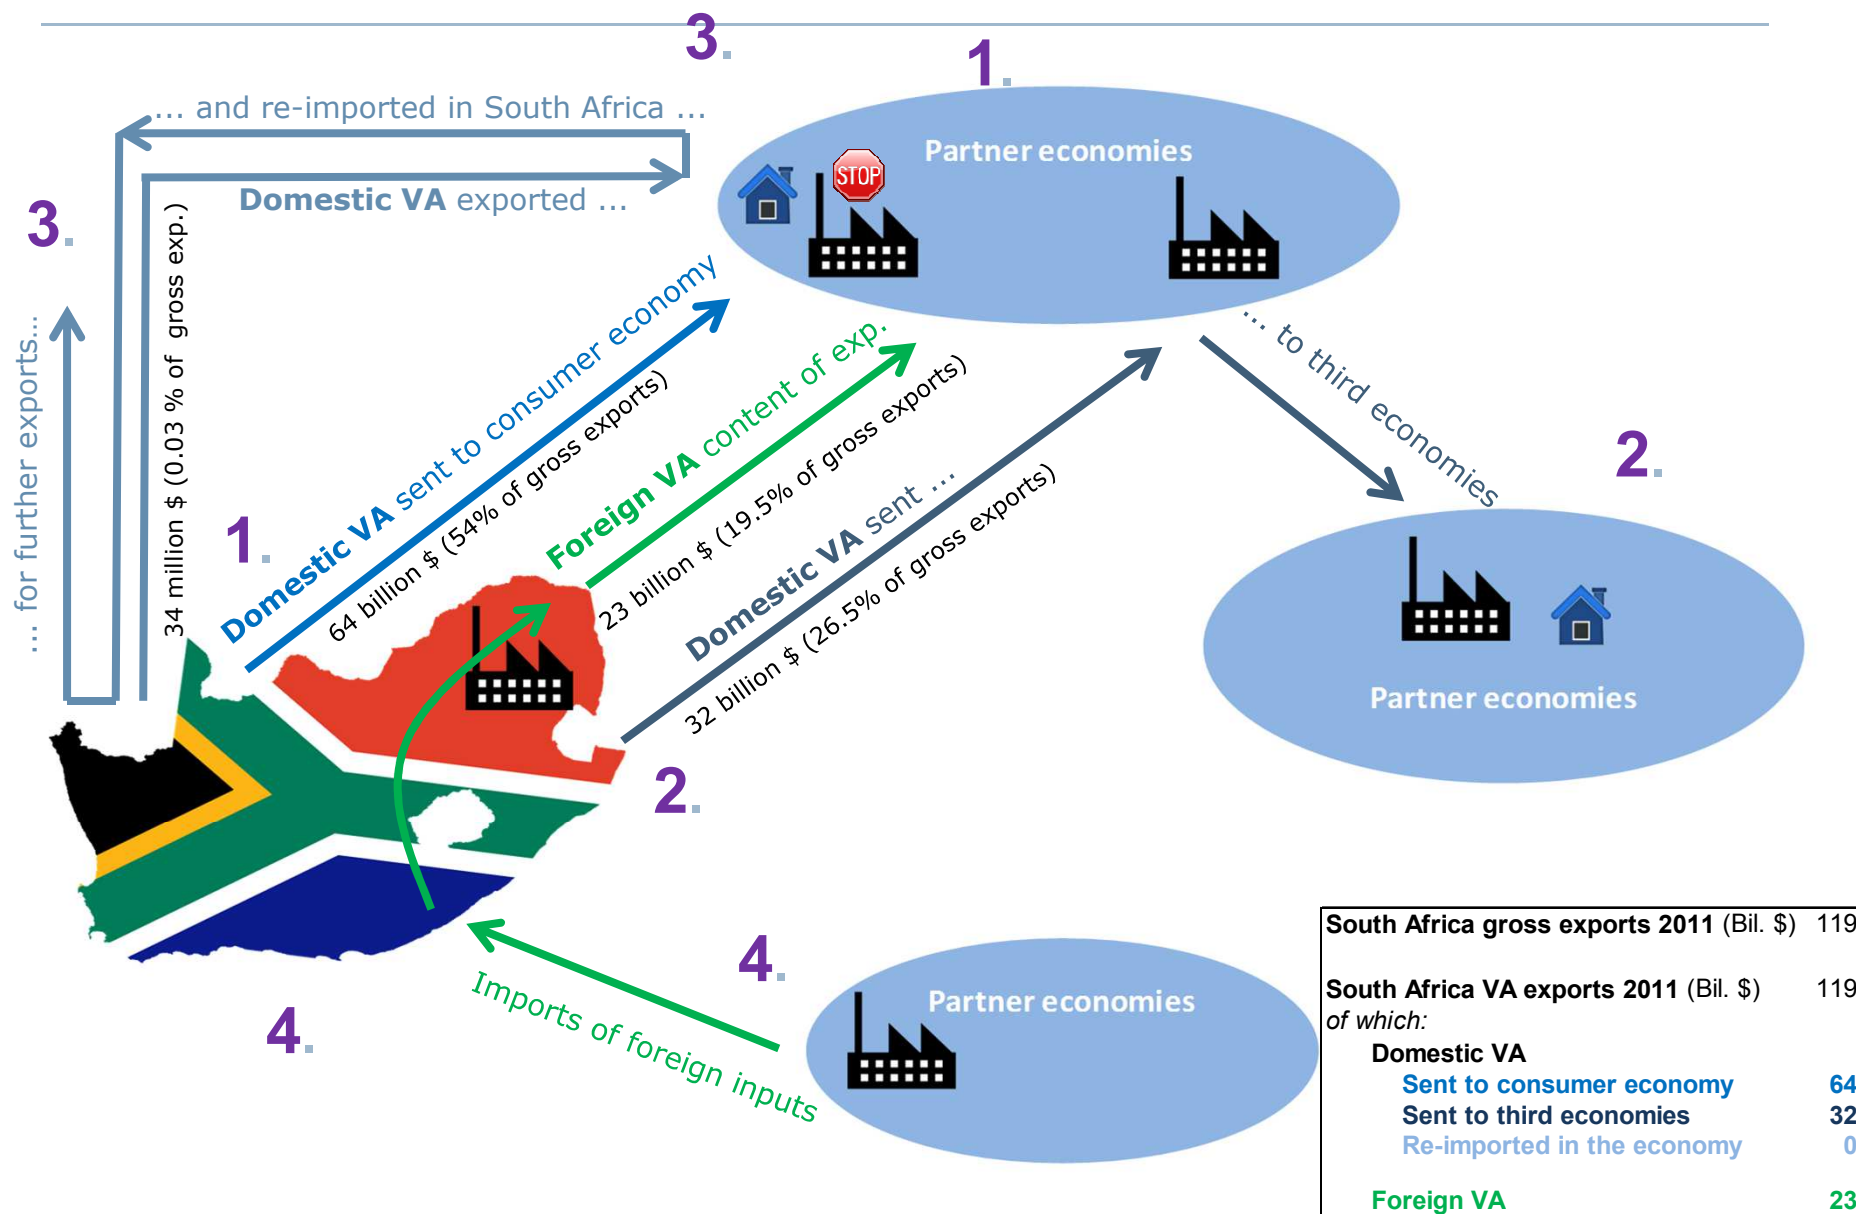 3.
1.
... and re-imported in South Africa ...
Domestic VA exported ...
3.
... for further exports...
34 million $ (0.03 % of gross exp.)
Partner economies
STOP
1.
Domestic VA sent to consumer economy
64 billion $ (54% of gross exports)
Foreign VA content of exp.
23 billion $ (19.5% of gross exports)
Domestic VA sent ...
32 billion $ (26.5% of gross exports)
2.
... to third economies
2.
Partner economies
4.
Imports of foreign inputs
4.
Partner economies
South Africa gross exports 2011 (Bil. $) 119
South Africa VA exports 2011 (Bil. $) 119
of which:
Domestic VA
Sent to consumer economy 64
Sent to third economies 32
Re-imported in the economy 0
Foreign VA 23